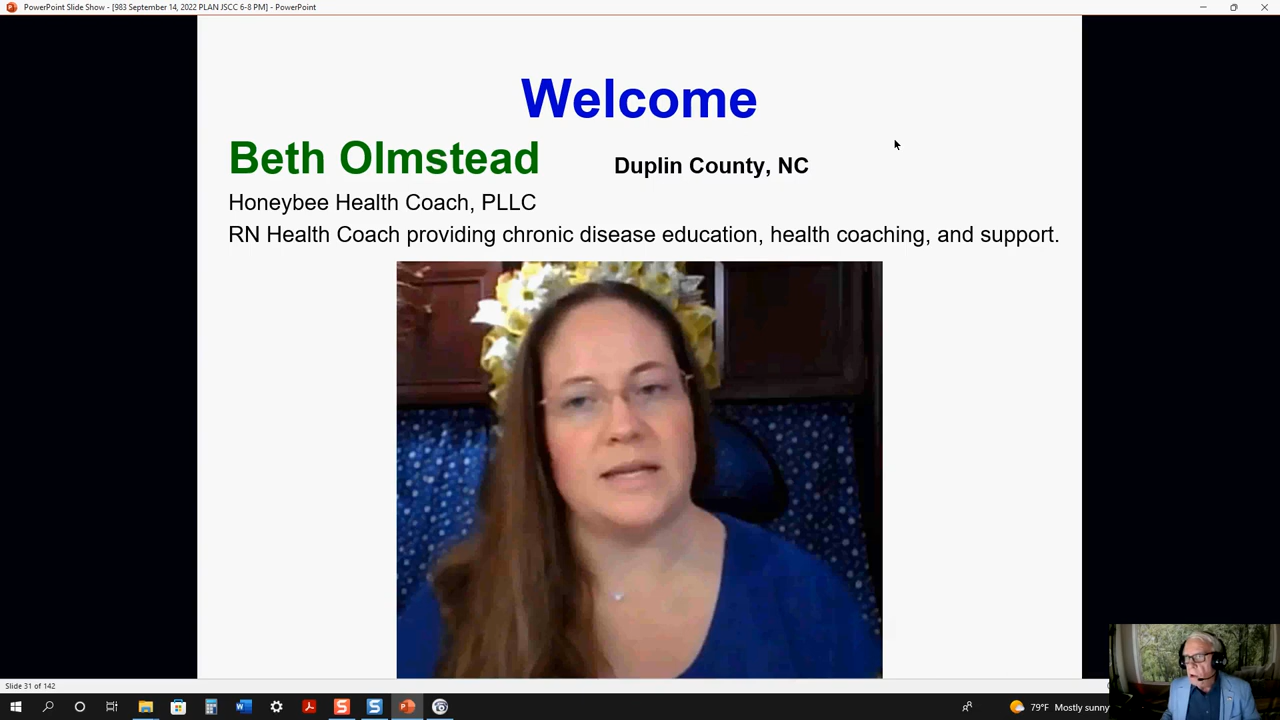 PowerPoint Slide Show - [983 September 14, 2022 PLAN JSCC 6-8 PM] - PowerPoint
Welcome
Beth Olmstead
Duplin County, NC
Honeybee Health Coach, PLLC
RN Health Coach providing chronic disease education, health coaching, and support.
Slide 31 of 142
79°F Mostly sunny